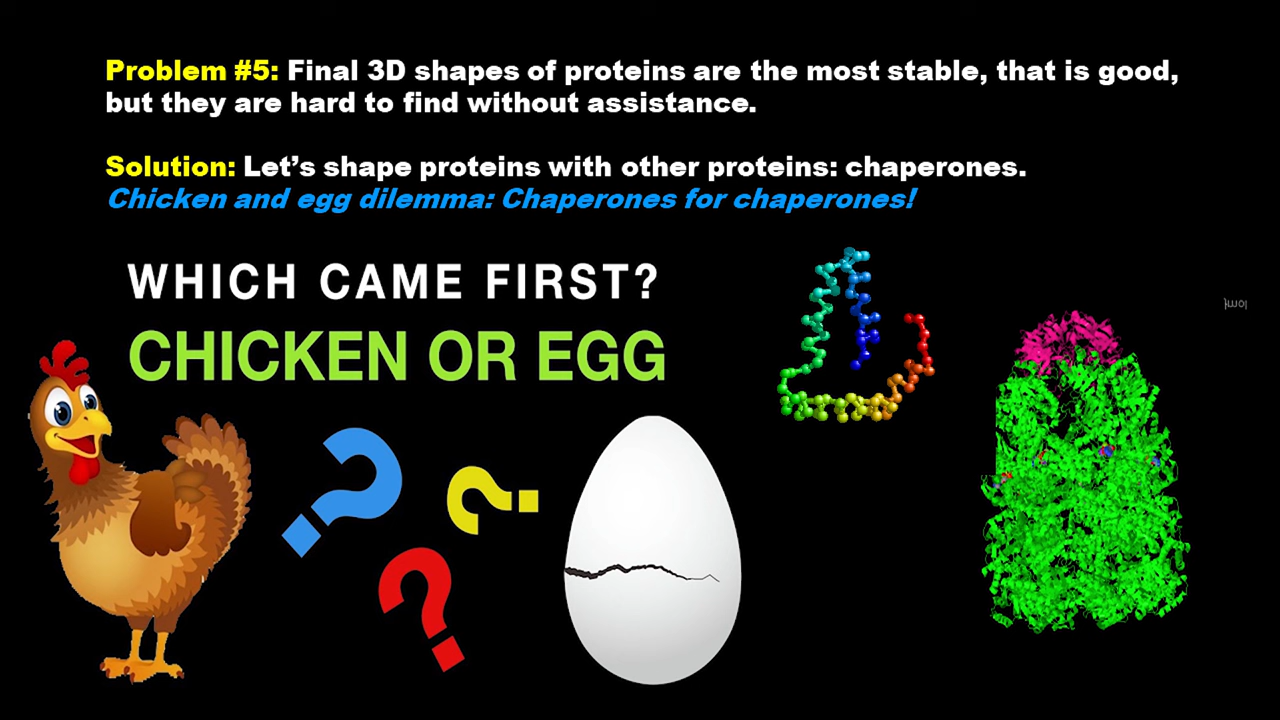 Problem #5: Final 3D shapes of proteins are the most stable, that is good,
but they are hard to find without assistance.
Solution: Let’s shape proteins with other proteins: chaperones.
Chicken and egg dilemma: Chaperones for chaperones!
WHICH CAME FIRST?
CHICKEN OR EGG
? ? ?
Jmol